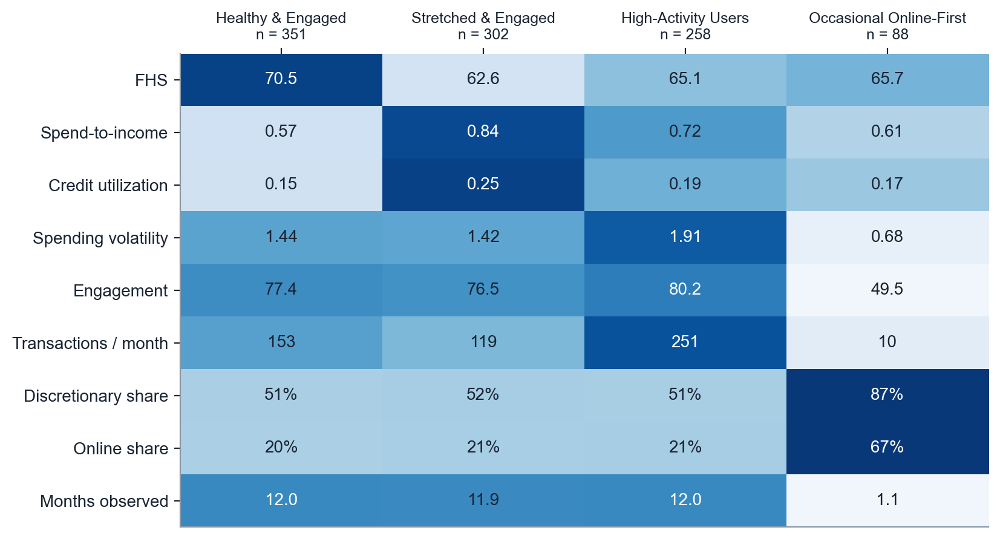 Healthy & Engaged Stretched & Engaged High-Activity Users Occasional Online-First
n = 351 n = 302 n = 258 n = 88
FHS 70.5 62.6 65.1 65.7
Spend-to-income 0.57 0.84 0.72 0.61
Credit utilization 0.15 0.25 0.19 0.17
Spending volatility 1.44 1.42 1.91 0.68
Engagement 77.4 76.5 80.2 49.5
Transactions / month 153 119 251 10
Discretionary share 51% 52% 51% 87%
Online share 20% 21% 21% 67%
Months observed 12.0 11.9 12.0 1.1